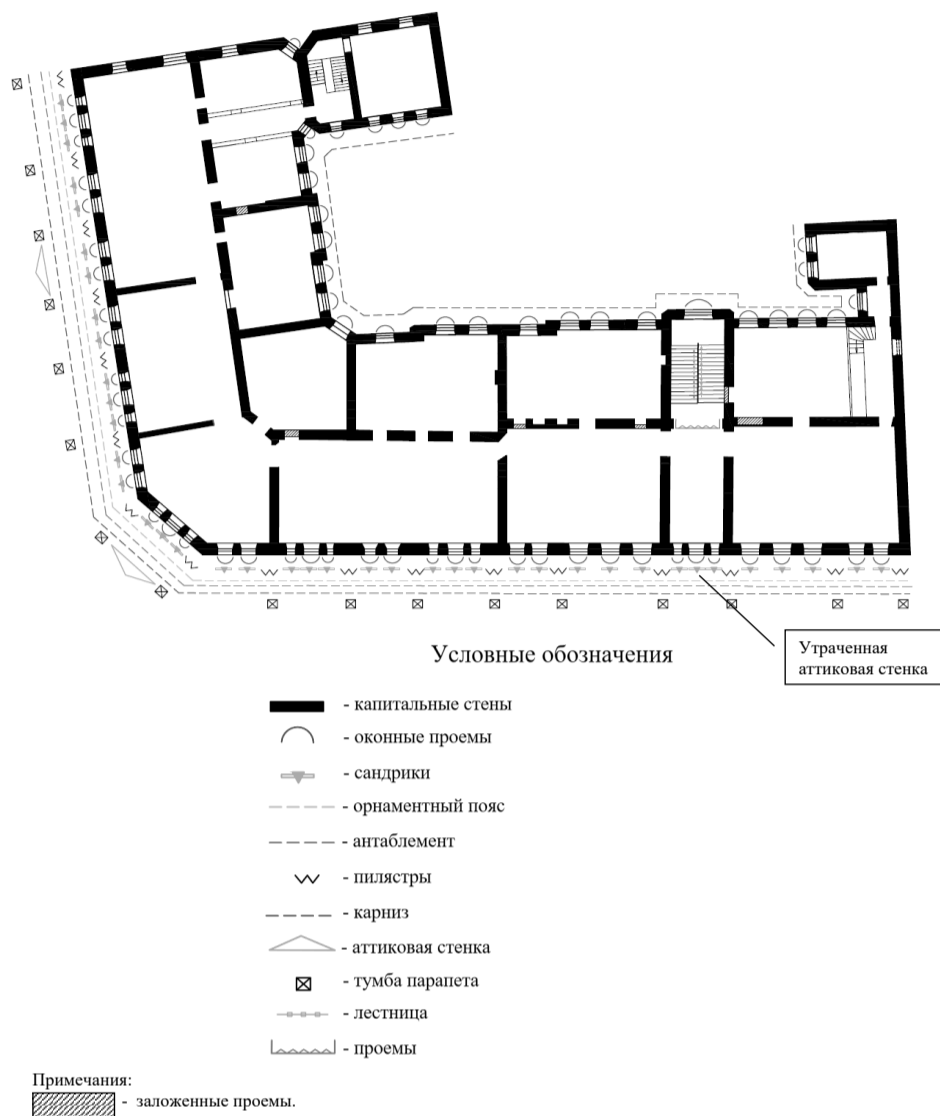 Утраченная
аттиковая стенка
Условные обозначения
- капитальные стены
- оконные проемы
- сандрики
- орнаментный пояс
- антаблемент
- пилястры
- карниз
- аттиковая стенка
- тумба парапета
- лестница
- проемы
Примечания:
- заложенные проемы.